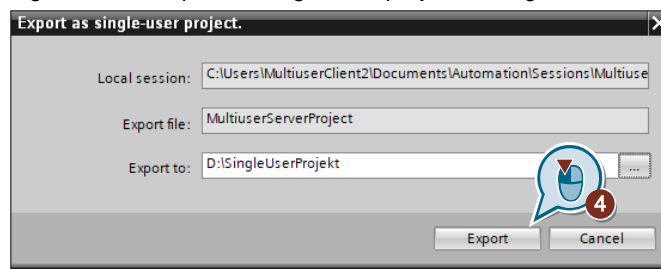 Export as single-user project.
Local session: C:\Users\MultiuserClient2\Documents\Automation\Sessions\Multiuse
Export file: MultiuserServerProject
Export to: D:\SingleUserProjekt ...
4
Export Cancel